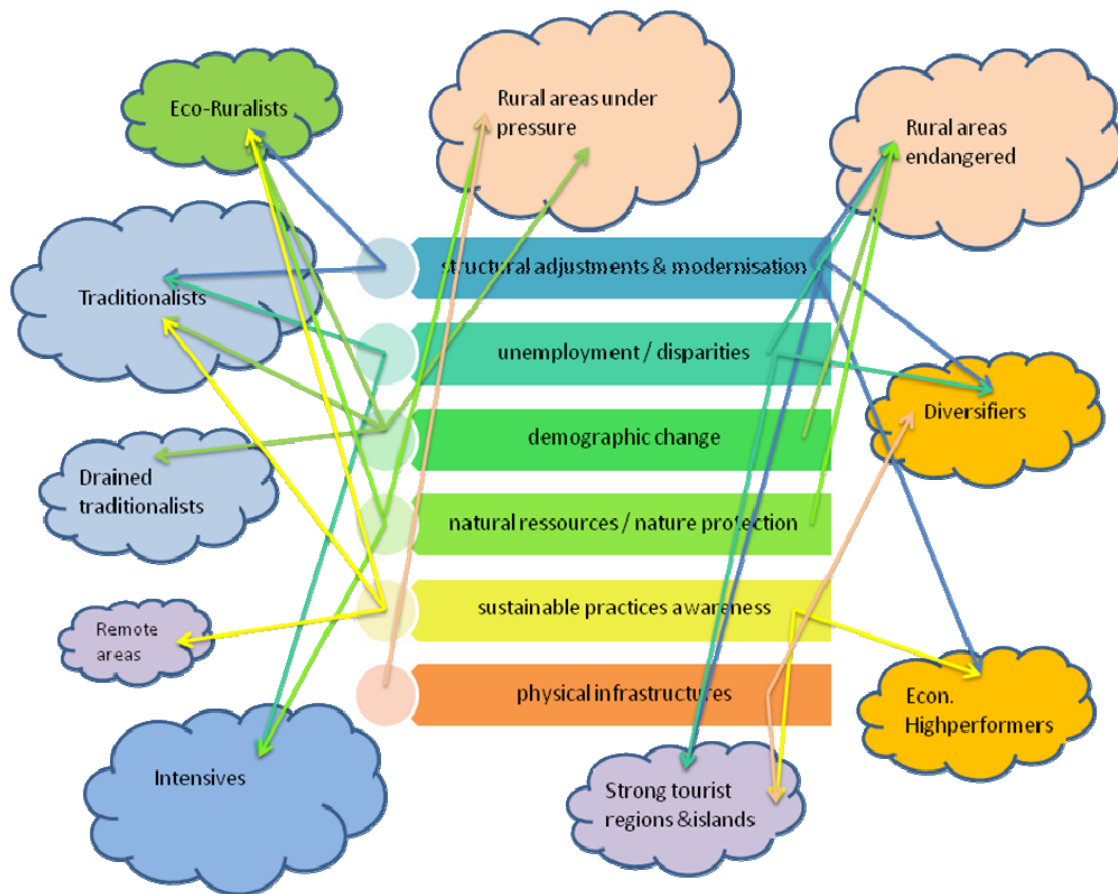 Eco-Ruralists
Rural areas under
pressure
Rural areas
endangered
structural adjustments & modernisation
Traditionalists
unemployment / disparities
Diversifiers
demographic change
Drained
traditionalists
natural ressources / nature protection
sustainable practices awareness
Remote
areas
physical infrastructures
Econ.
Highperformers
Intensives
Strong tourist
regions &islands